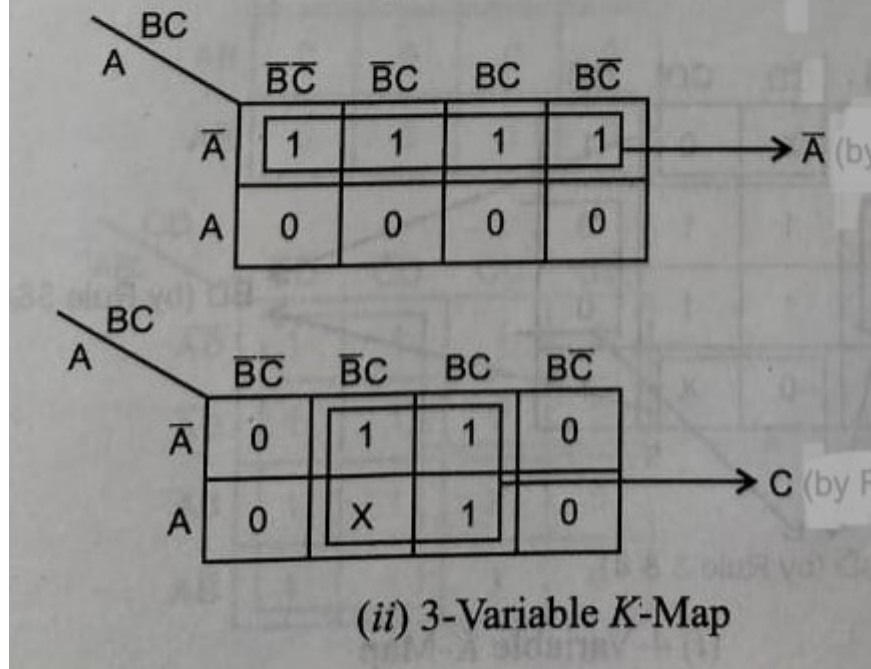 BC
A
B̅C̅ B̅C BC BC̅
A̅ 1 1 1 1 A̅ (by
A 0 0 0 0
BC
A
B̅C̅ B̅C BC BC̅
A̅ 0 1 1 0
C (by
A 0 X 1 0
(ii) 3-Variable K-Map